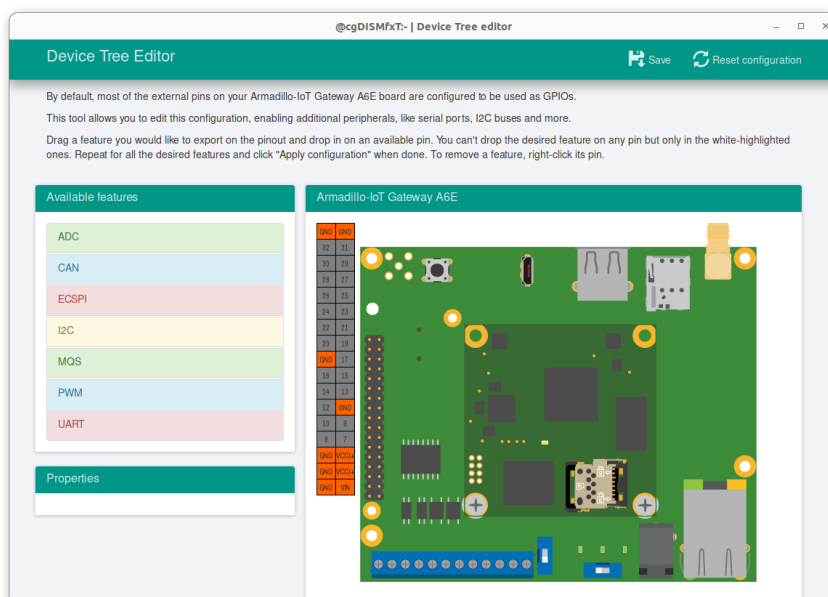 @cgDISMfxT:- | Device Tree editor
Device Tree Editor
Save
Reset configuration
By default, most of the external pins on your Armadillo-IoT Gateway A6E board are configured to be used as GPIOs.
This tool allows you to edit this configuration, enabling additional peripherals, like serial ports, I2C buses and more.
Drag a feature you would like to export on the pinout and drop in on an available pin. You can't drop the desired feature on any pin but only in the white-highlighted
ones. Repeat for all the desired features and click "Apply configuration" when done. To remove a feature, right-click its pin.
Available features
ADC
CAN
ECSPI
I2C
MQS
PWM
UART
Properties
Armadillo-IoT Gateway A6E
GND GND
32 31
30 29
28 27
26 25
24 23
22 21
20 19
GND 17
16 15
14 13
12 GND
10 9
8 7
GND VCC(+
GND VCC(+
GND VIN